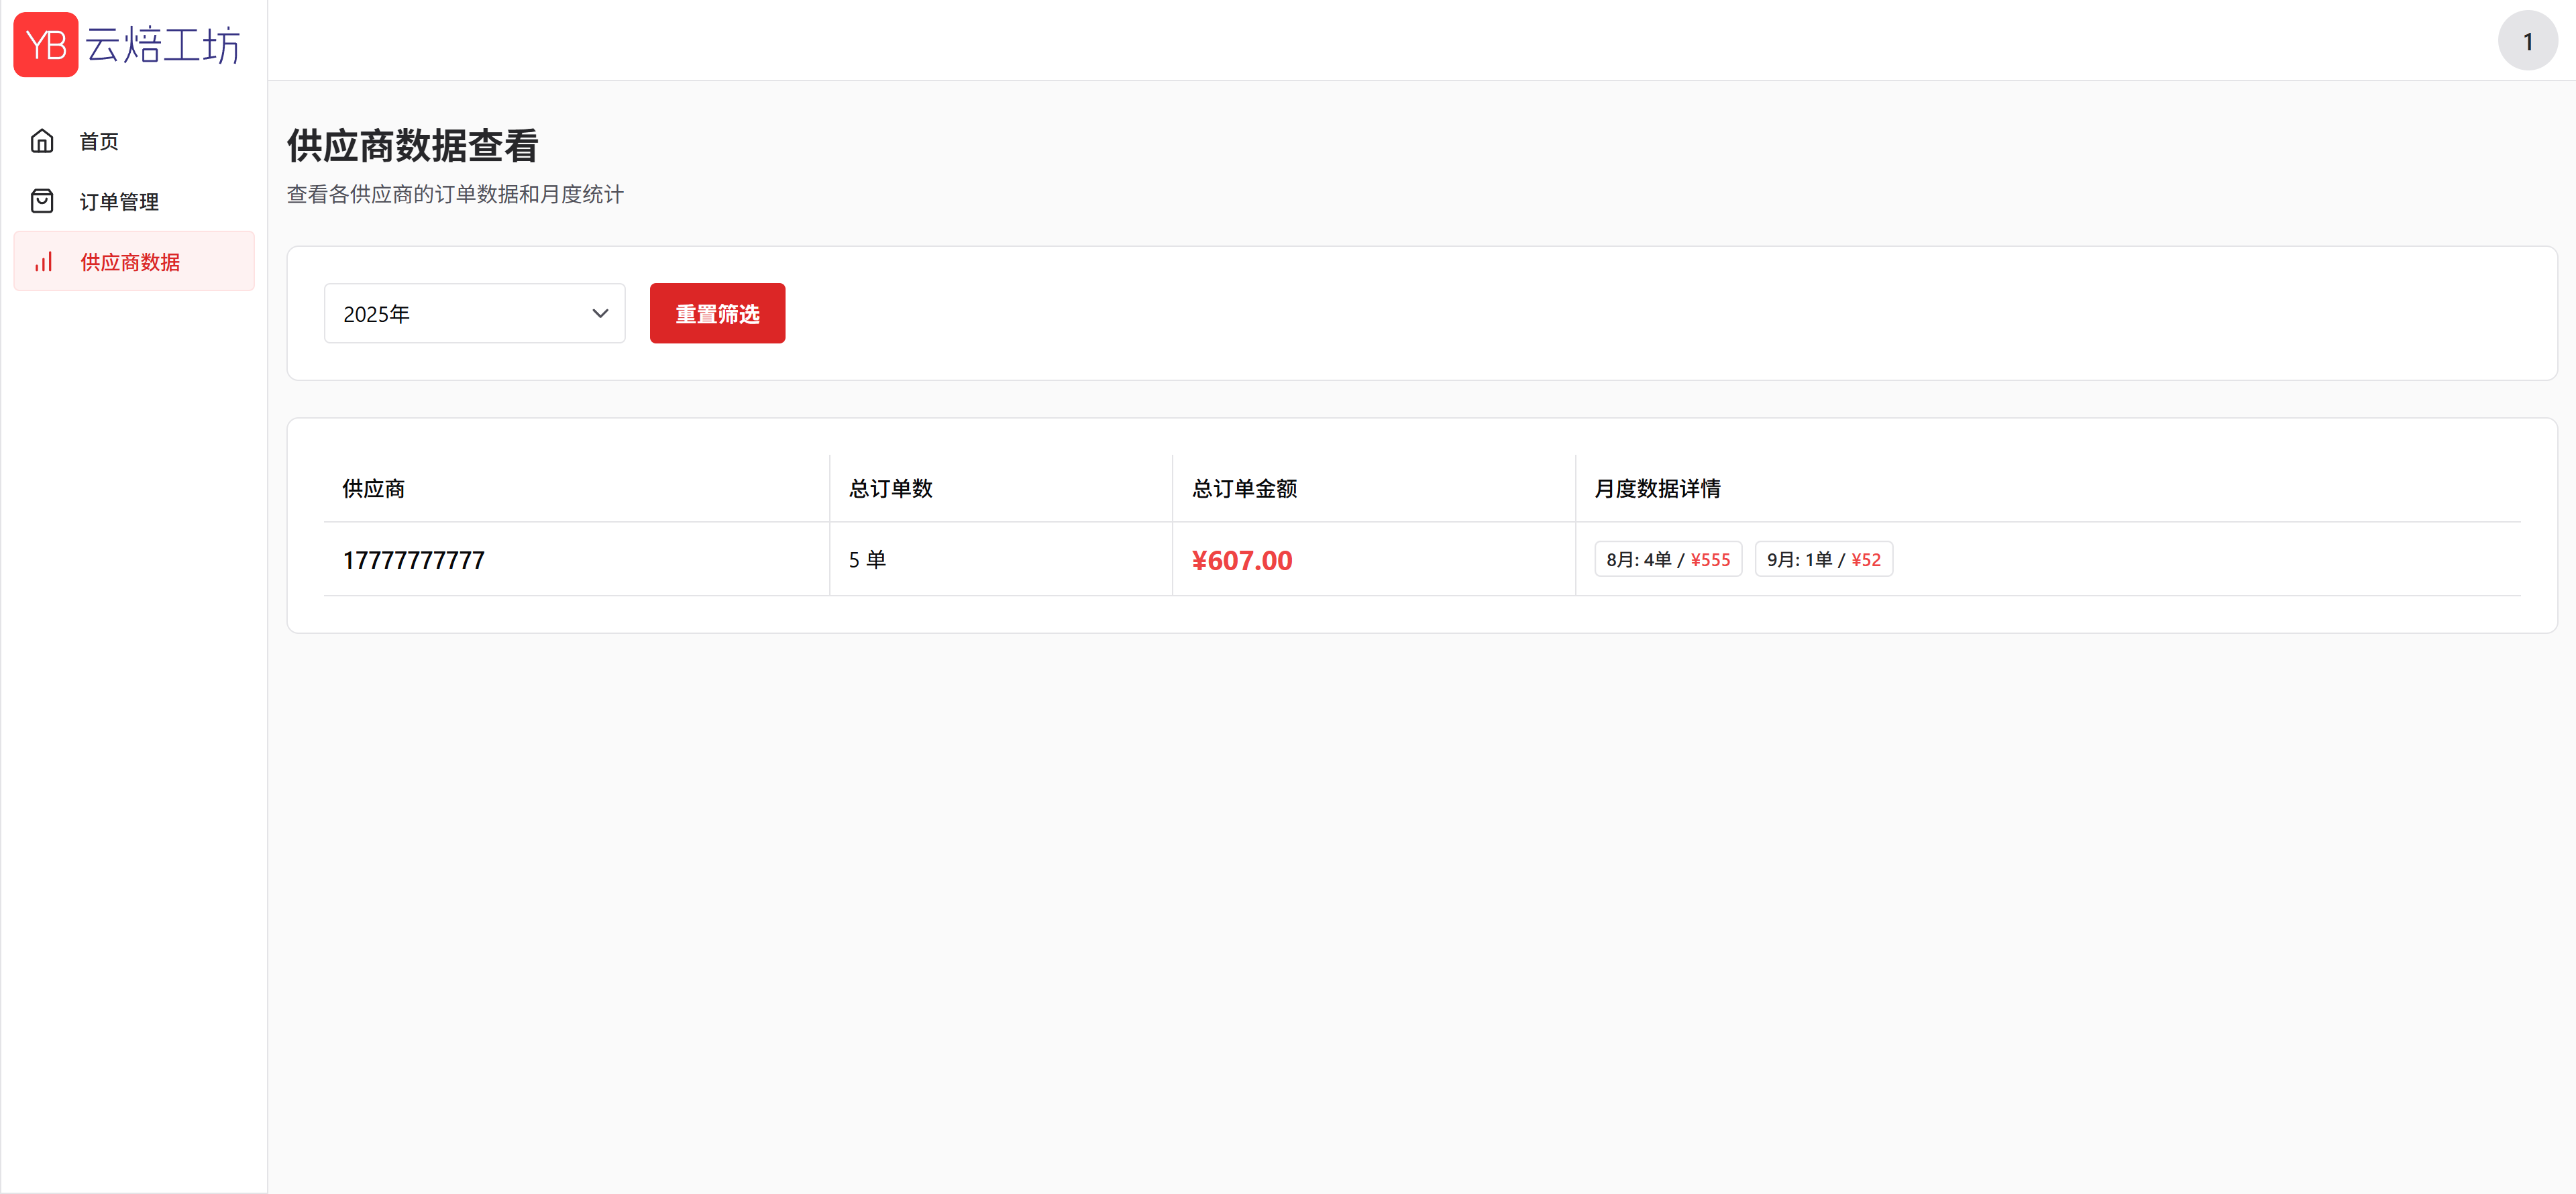 YB 云焙工坊
1
首页
订单管理
供应商数据
供应商数据查看
查看各供应商的订单数据和月度统计
2025年
重置筛选
供应商 总订单数 总订单金额 月度数据详情
17777777777 5 单 ¥607.00 8月: 4单 / ¥555 9月: 1单 / ¥52